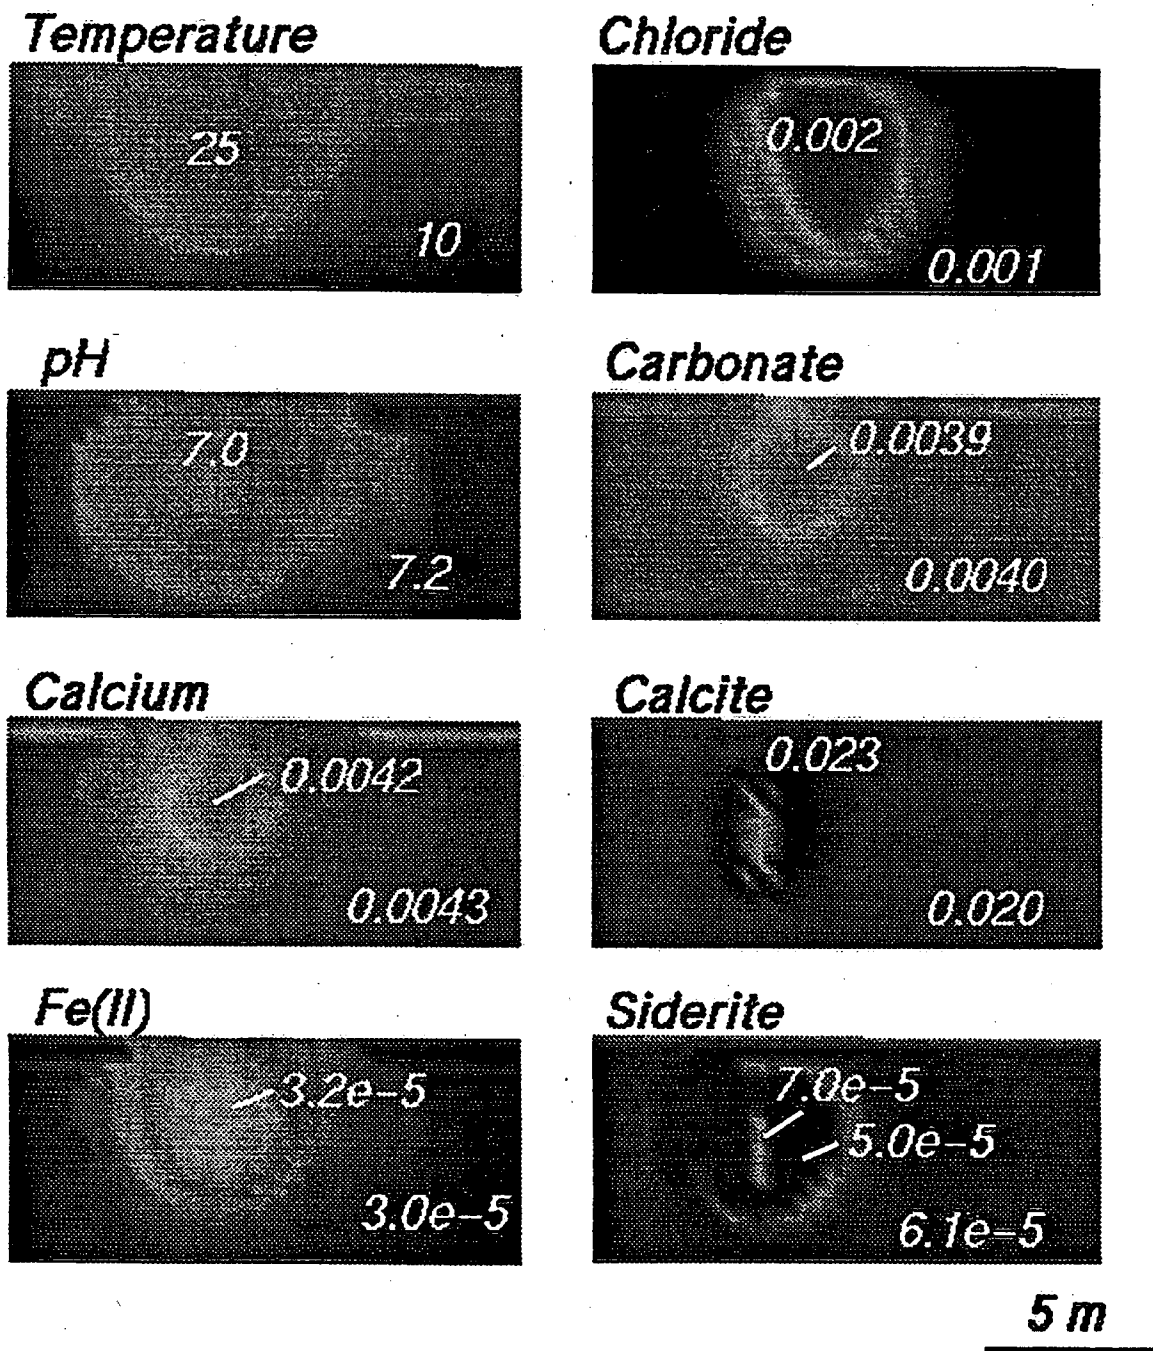 Temperature
25
10
Chloride
0.002
0.001
pH
7.0
7.2
Carbonate
0.0039
0.0040
Calcium
0.0042
0.0043
Calcite
0.023
0.020
Fe(II)
3.2e-5
3.0e-5
Siderite
7.0e-5
5.0e-5
6.1e-5
5 m